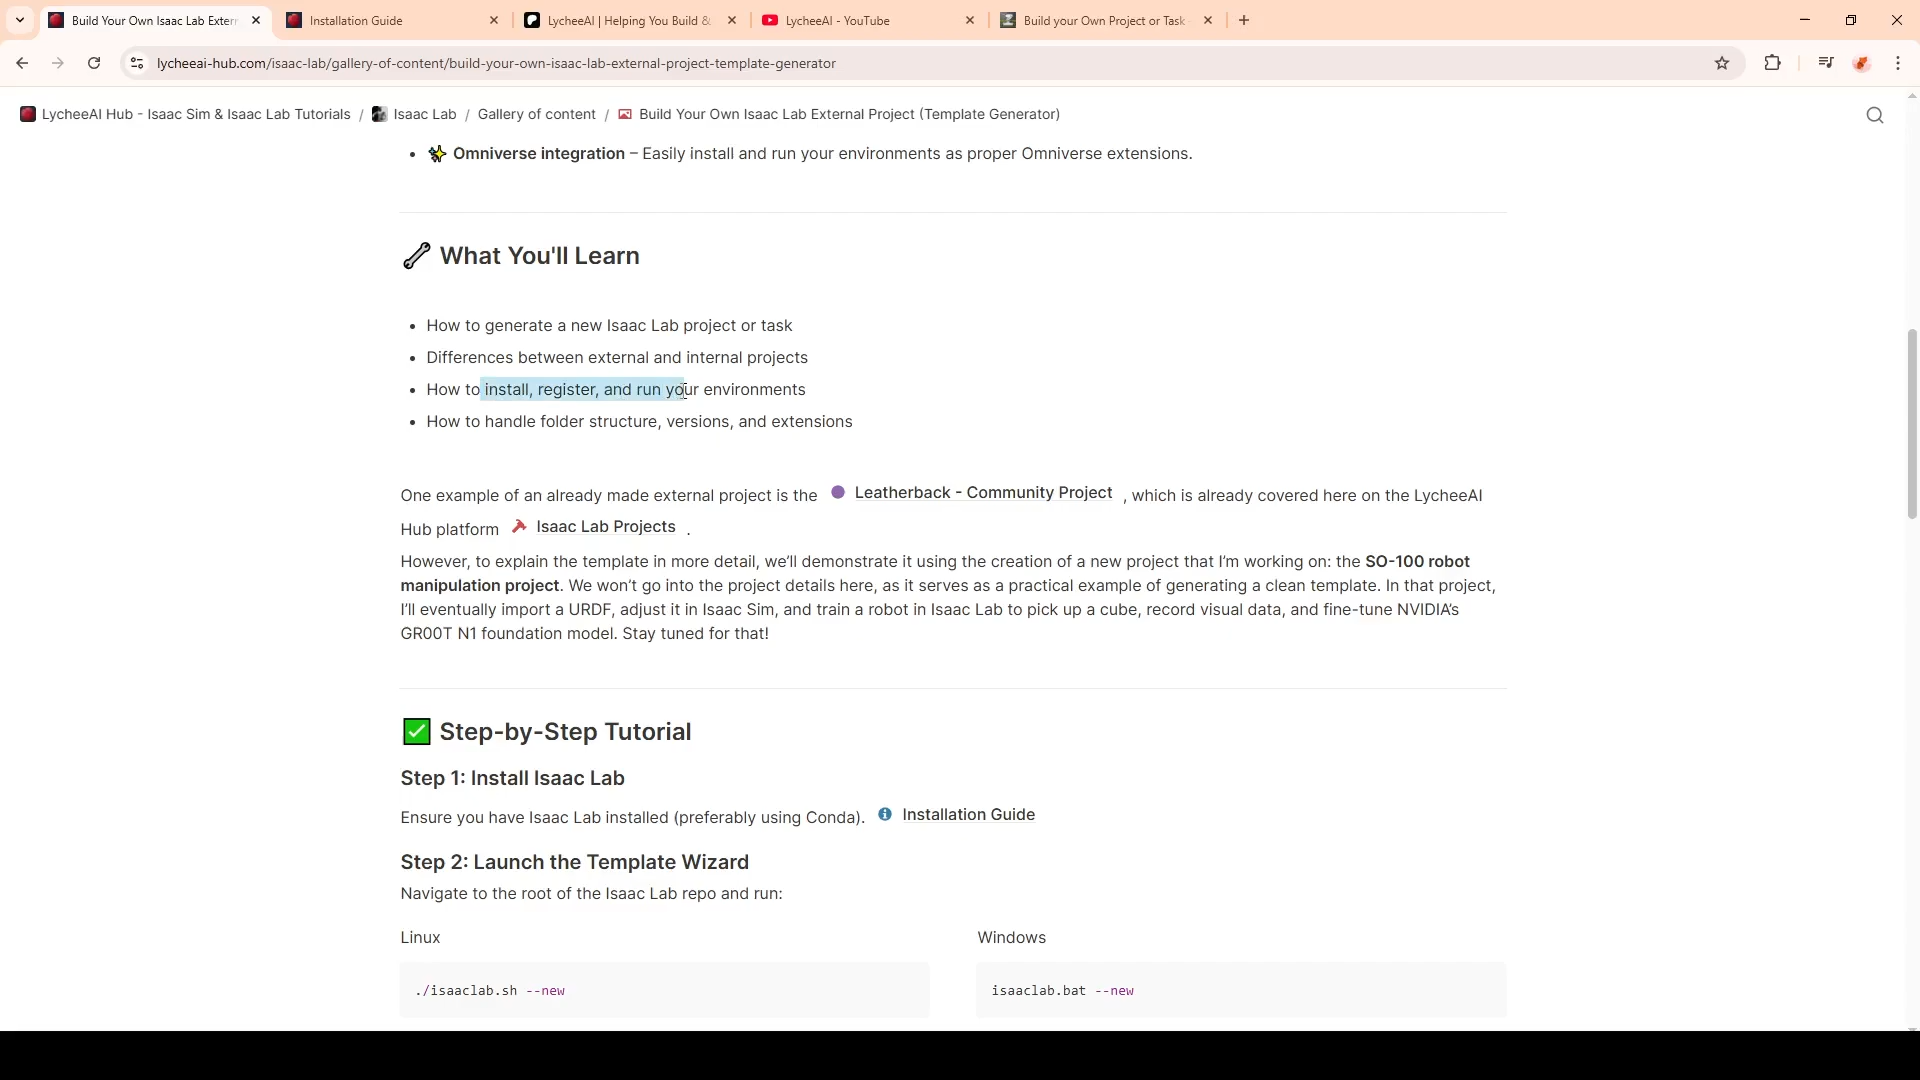 Build Your Own Isaac Lab Extern
Installation Guide
LycheeAI | Helping You Build &
LycheeAI - YouTube
Build your Own Project or Task
lycheeai-hub.com/isaac-lab/gallery-of-content/build-your-own-isaac-lab-external-project-template-generator
LycheeAI Hub - Isaac Sim & Isaac Lab Tutorials / Isaac Lab / Gallery of content / Build Your Own Isaac Lab External Project (Template Generator)
• Omniverse integration – Easily install and run your environments as proper Omniverse extensions.
What You'll Learn
• How to generate a new Isaac Lab project or task
• Differences between external and internal projects
• How to install, register, and run your environments
• How to handle folder structure, versions, and extensions
One example of an already made external project is the Leatherback - Community Project , which is already covered here on the LycheeAI
Hub platform Isaac Lab Projects .
However, to explain the template in more detail, we’ll demonstrate it using the creation of a new project that I’m working on: the SO-100 robot
manipulation project. We won’t go into the project details here, as it serves as a practical example of generating a clean template. In that project,
I’ll eventually import a URDF, adjust it in Isaac Sim, and train a robot in Isaac Lab to pick up a cube, record visual data, and fine-tune NVIDIA’s
GR00T N1 foundation model. Stay tuned for that!
Step-by-Step Tutorial
Step 1: Install Isaac Lab
Ensure you have Isaac Lab installed (preferably using Conda). Installation Guide
Step 2: Launch the Template Wizard
Navigate to the root of the Isaac Lab repo and run:
Linux
Windows
./isaaclab.sh --new
isaaclab.bat --new